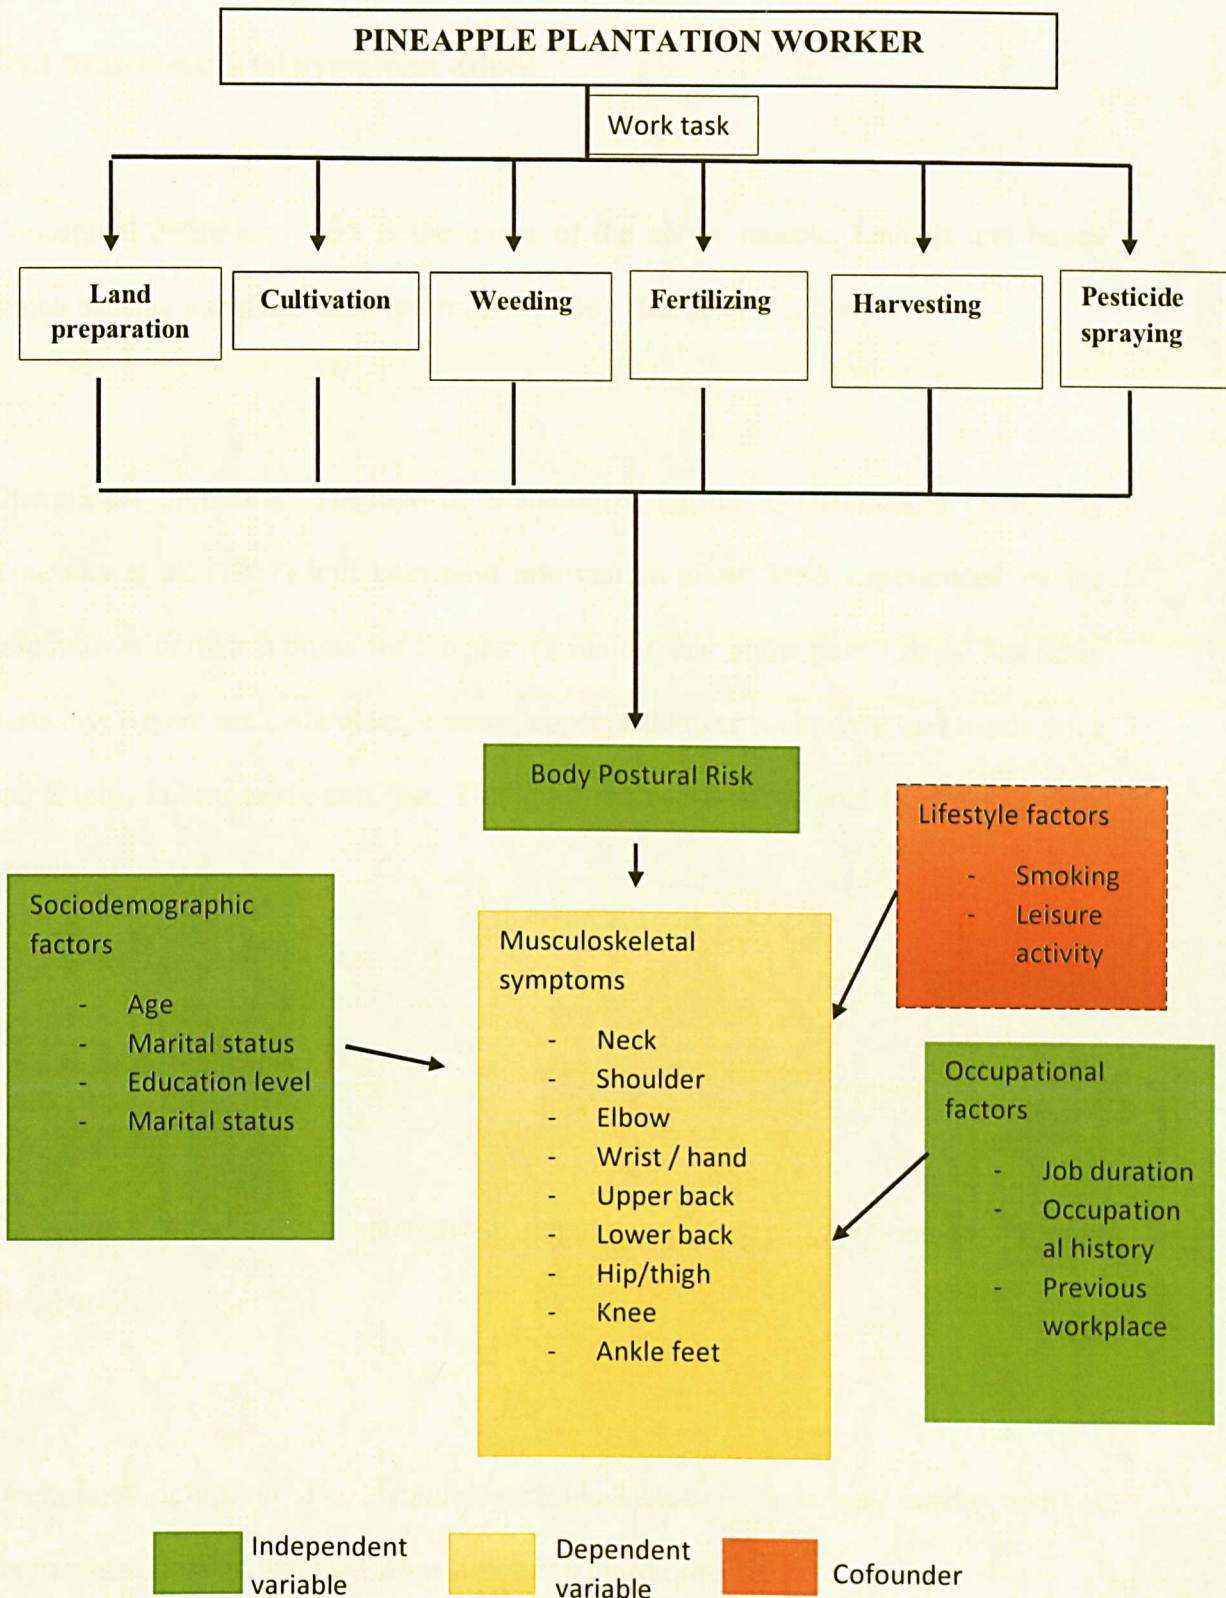 PINEAPPLE PLANTATION WORKER
Work task
Land
preparation
Cultivation
Weeding
Fertilizing
Harvesting
Pesticide
spraying
Body Postural Risk
Lifestyle factors
- Smoking
- Leisure
activity
Sociodemographic
factors
- Age
- Marital status
- Education level
- Marital status
Musculoskeletal
symptoms
- Neck
- Shoulder
- Elbow
- Wrist / hand
- Upper back
- Lower back
- Hip/thigh
- Knee
- Ankle feet
Occupational
factors
- Job duration
- Occupation
al history
- Previous
workplace
Independent
variable
Dependent
variable
Cofounder